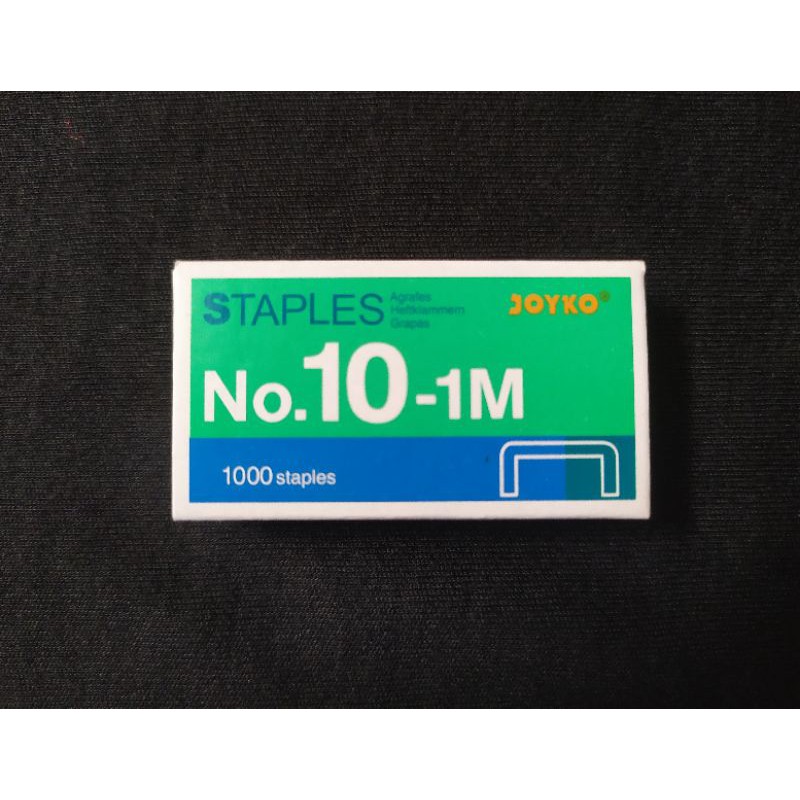 STAPLES
Agrafes
Heftklammern
Grapas
JOYKO®
No.10-1M
1000 staples